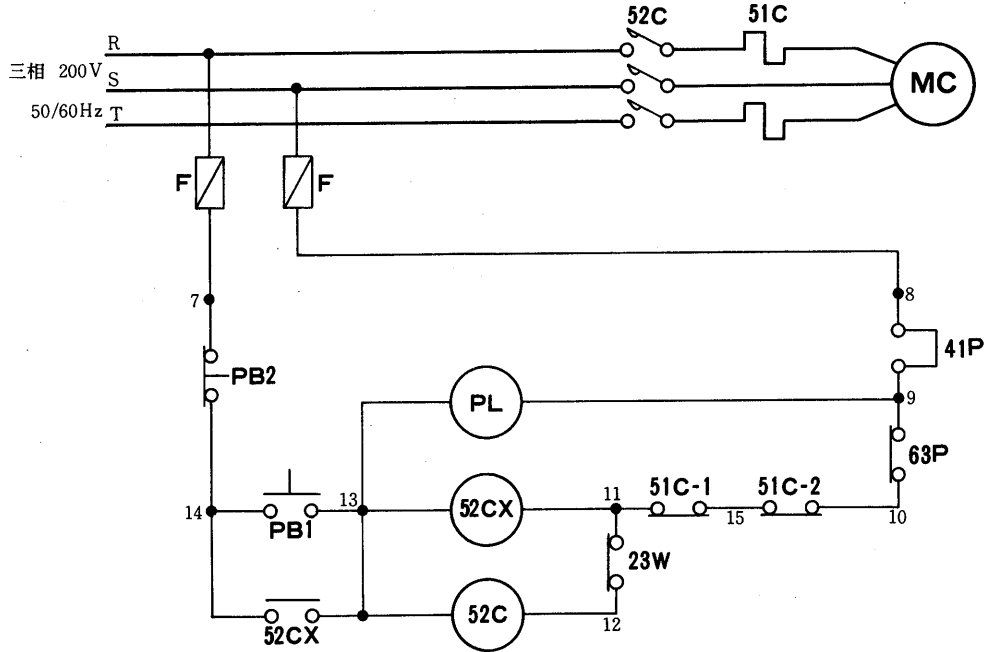 52C
51C
R
三相 200V
S
50/60Hz
T
MC
F
F
7
8
41P
PB2
PL
9
63P
13
52CX
11
51C-1
51C-2
14
PB1
15
10
23W
52CX
52C
12